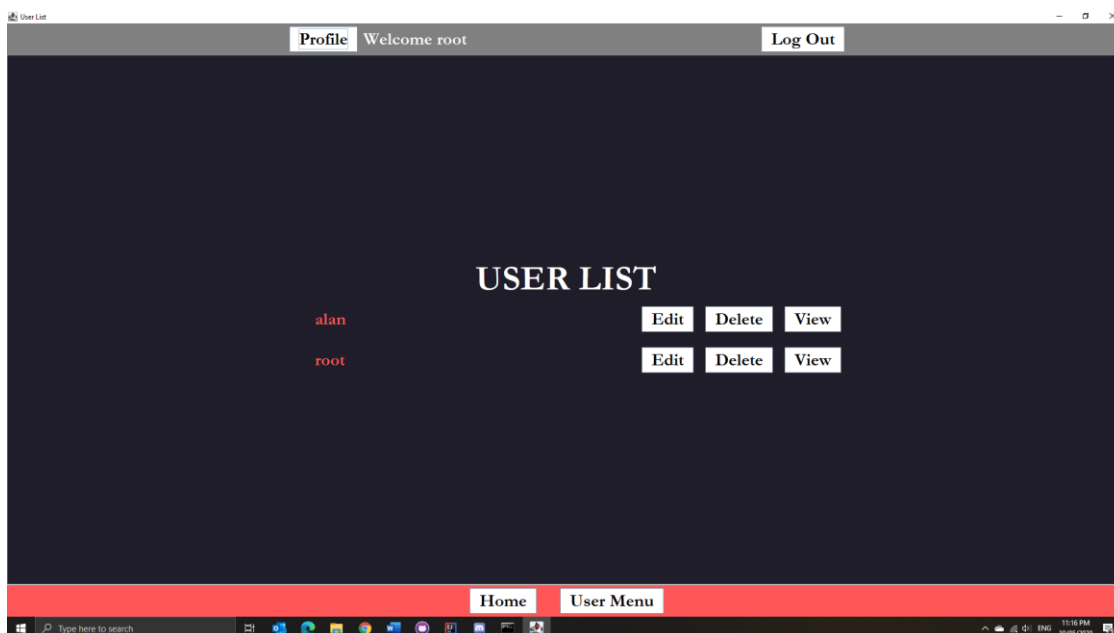 User List
Profile Welcome root Log Out
USER LIST
alan Edit Delete View
root Edit Delete View
Home User Menu
Type here to search ENG 11:16 PM